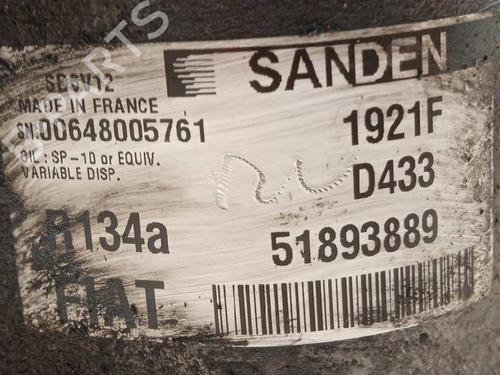 SANDEN
SD6V12
MADE IN FRANCE
SN.00648005761
1921F
OIL : SP-10 or EQUIV.
VARIABLE DISP.
D433
R134a
51893889
FIAT